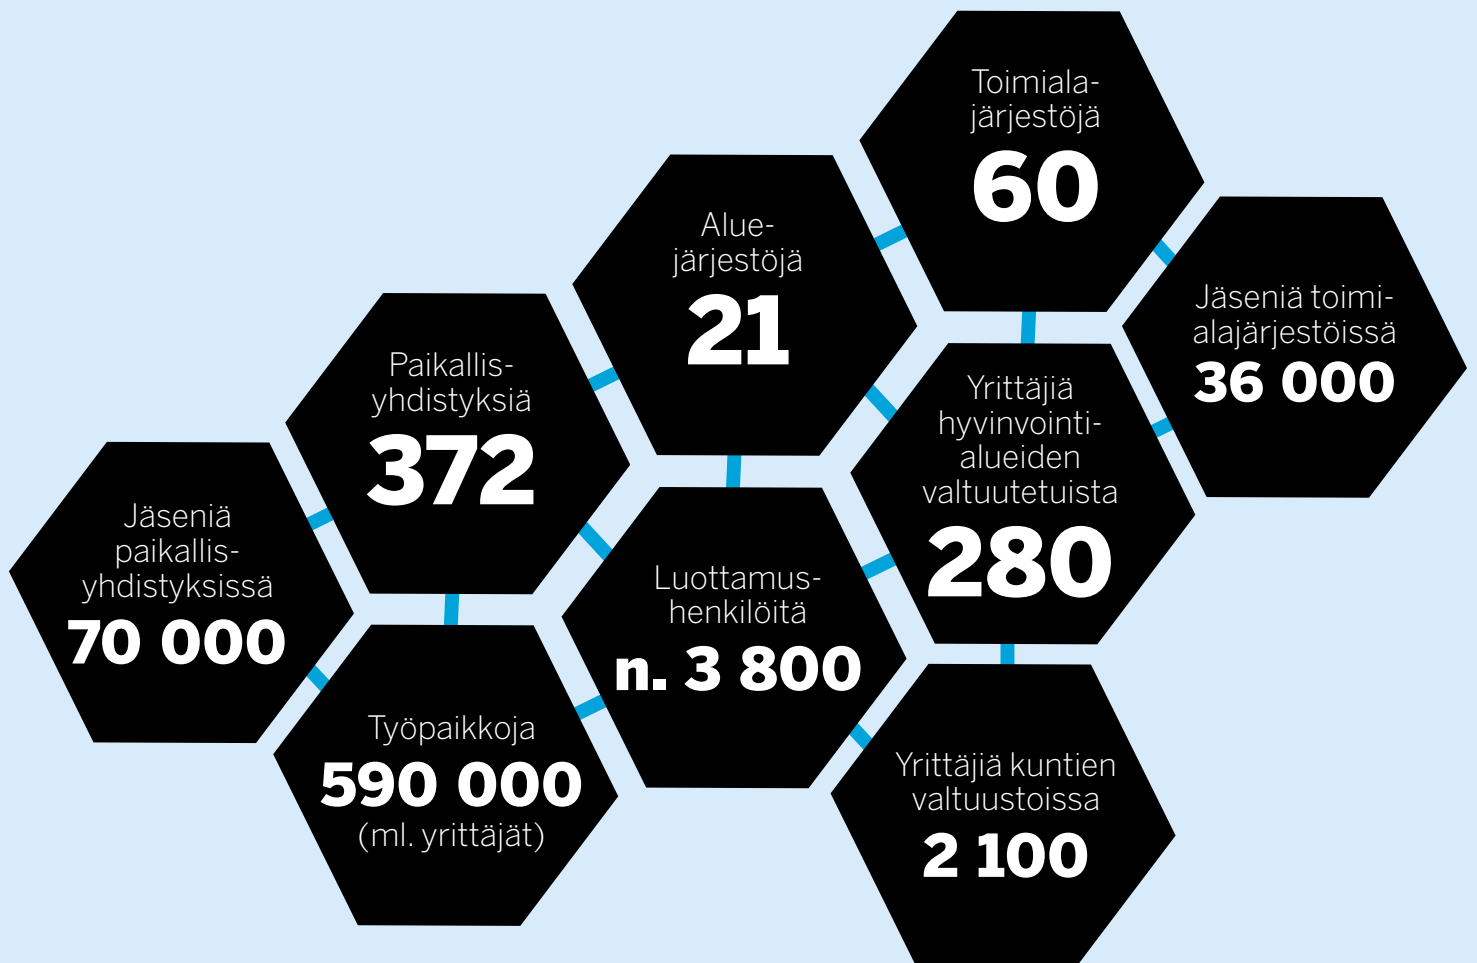 Toimiala-
järjestöjä
60
Alue-
järjestöjä
21
Jäseniä toimi-
alajärjestöissä
36 000
Paikallis-
yhdistyksiä
372
Yrittäjiä
hyvinvointi-
alueiden
valtuutetuista
280
Jäseniä
paikallis-
yhdistyksissä
70 000
Luottamus-
henkilöitä
n. 3 800
Työpaikkoja
590 000
(ml. yrittäjät)
Yrittäjiä kuntien
valtuustoissa
2 100